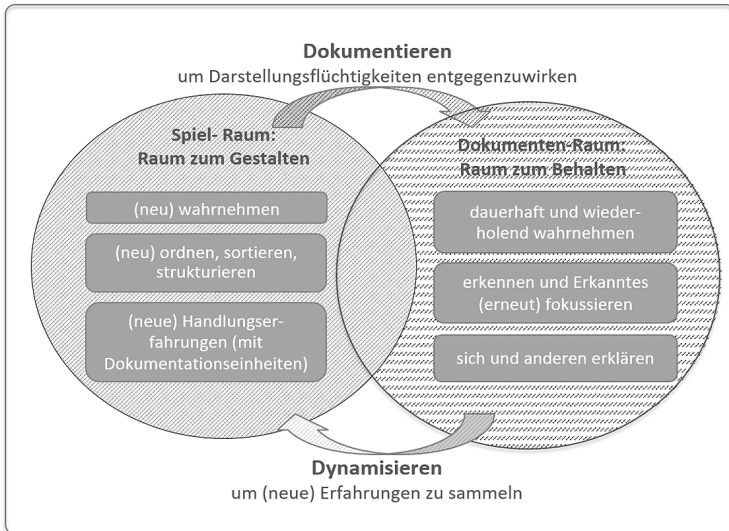 Dokumentieren
um Darstellungsflüchtigkeiten entgegenzuwirken
Spiel- Raum:
Raum zum Gestalten
(neu) wahrnehmen
(neu) ordnen, sortieren,
strukturieren
(neue) Handlungser-
fahrungen (mit
Dokumentationseinheiten)
Dokumenten-Raum:
Raum zum Behalten
dauerhaft und wieder-
holend wahrnehmen
erkennen und Erkanntes
(erneut) fokussieren
sich und anderen erklären
Dynamisieren
um (neue) Erfahrungen zu sammeln